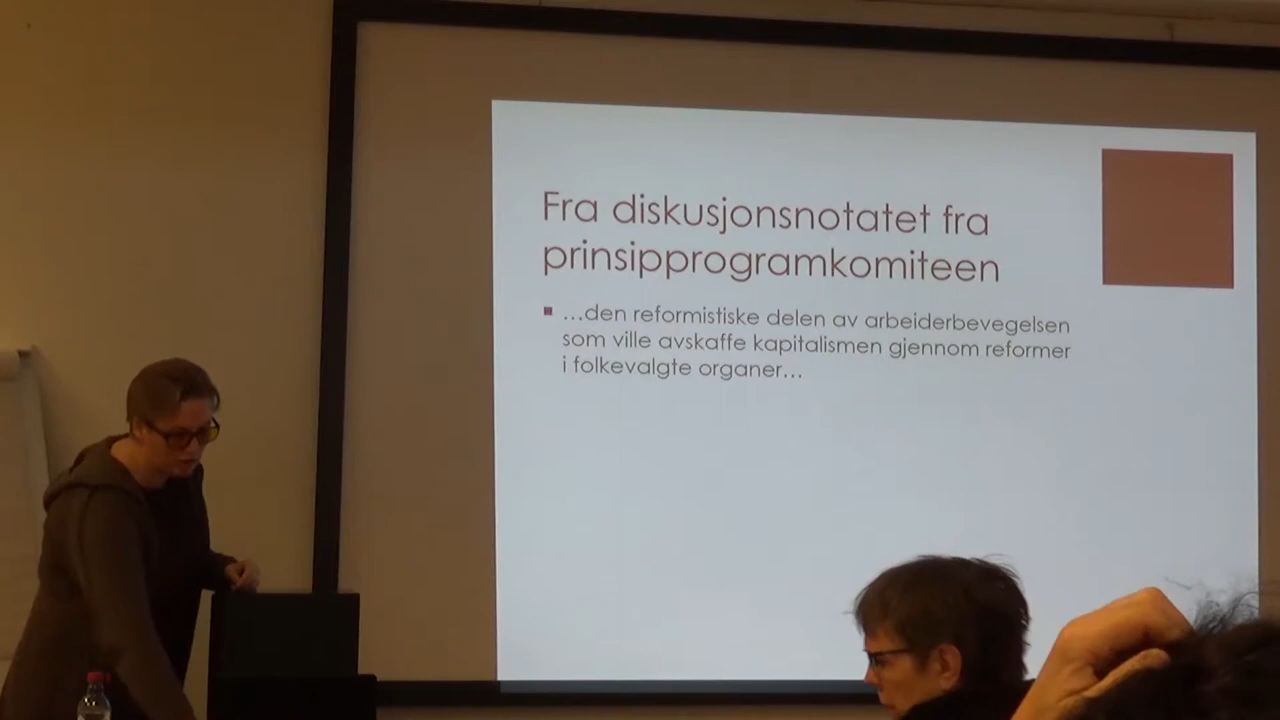 Fra diskusjonsnotatet fra
prinsipprogramkomiteen
…den reformistiske delen av arbeiderbevegelsen
som ville avskaffe kapitalismen gjennom reformer
i folkevalgte organer…